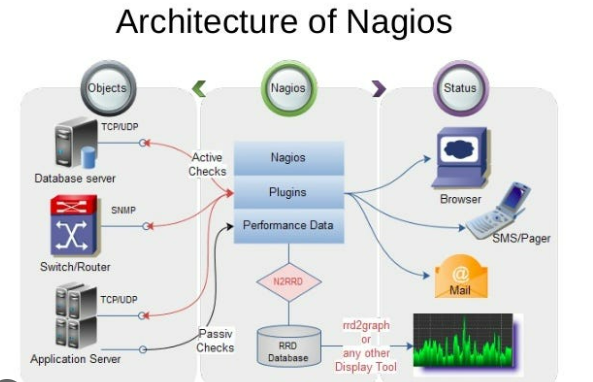 Architecture of Nagios
Objects
Nagios
Status
TCP/UDP
Database server
SNMP
Switch/Router
TCP/UDP
Application Server
Active
Checks
Passiv
Checks
Nagios
Plugins
Performance Data
N2RRD
RRD
Database
rrd2graph
or
any other
Display Tool
Browser
SMS/Pager
@
Mail